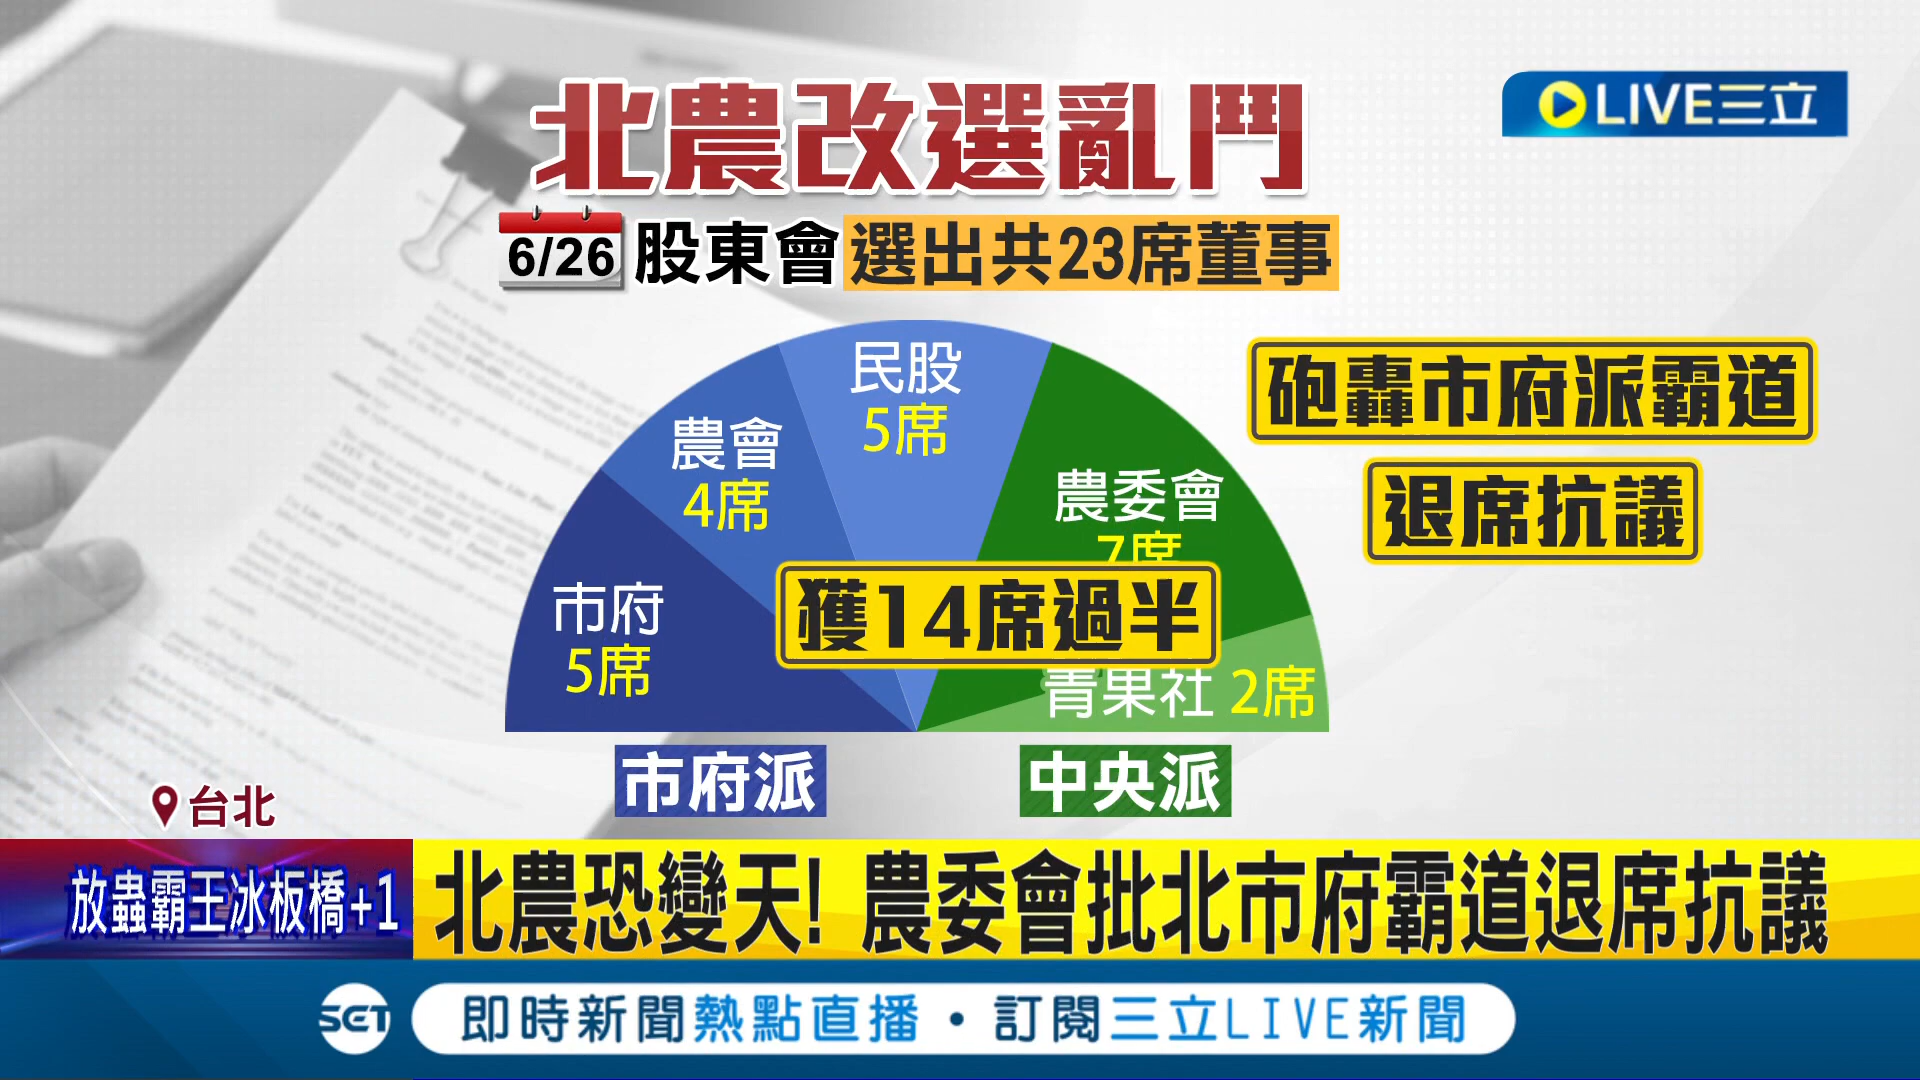 北農改選亂鬥
LIVE三立
6/26 股東會 選出共23席董事
民股
5席
農會
4席
市府
5席
農委會
7席
青果社 2席
獲14席過半
砲轟市府派霸道
退席抗議
市府派
中央派
台北
放蟲霸王冰板橋+1
北農恐變天! 農委會批北市府霸道退席抗議
SET 即時新聞熱點直播・訂閱三立LIVE新聞